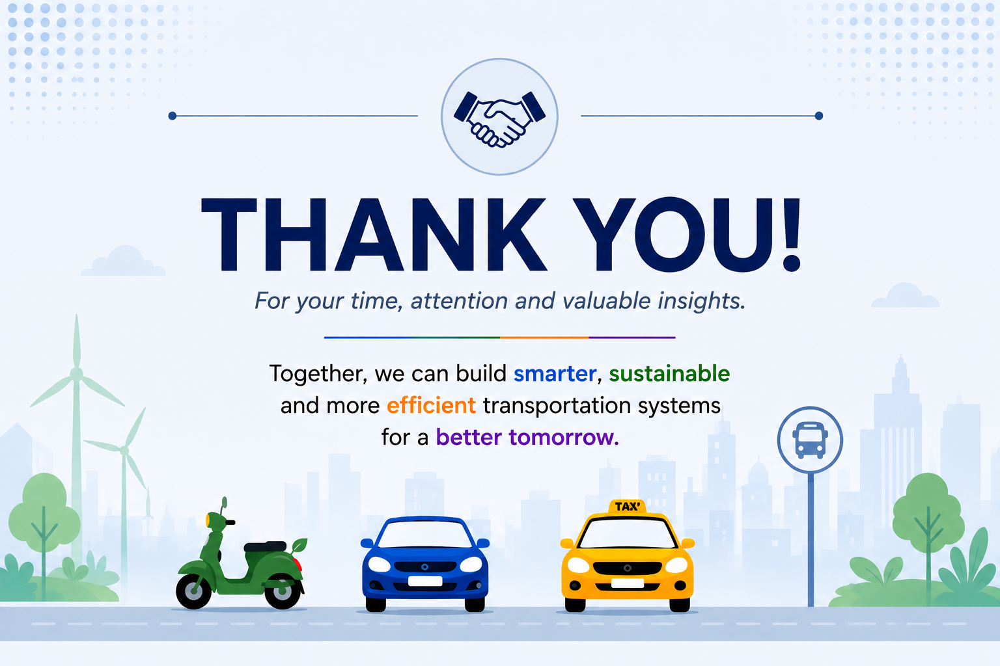 THANK YOU!
For your time, attention and valuable insights.
Together, we can build smarter, sustainable
and more efficient transportation systems
for a better tomorrow.
TAX'